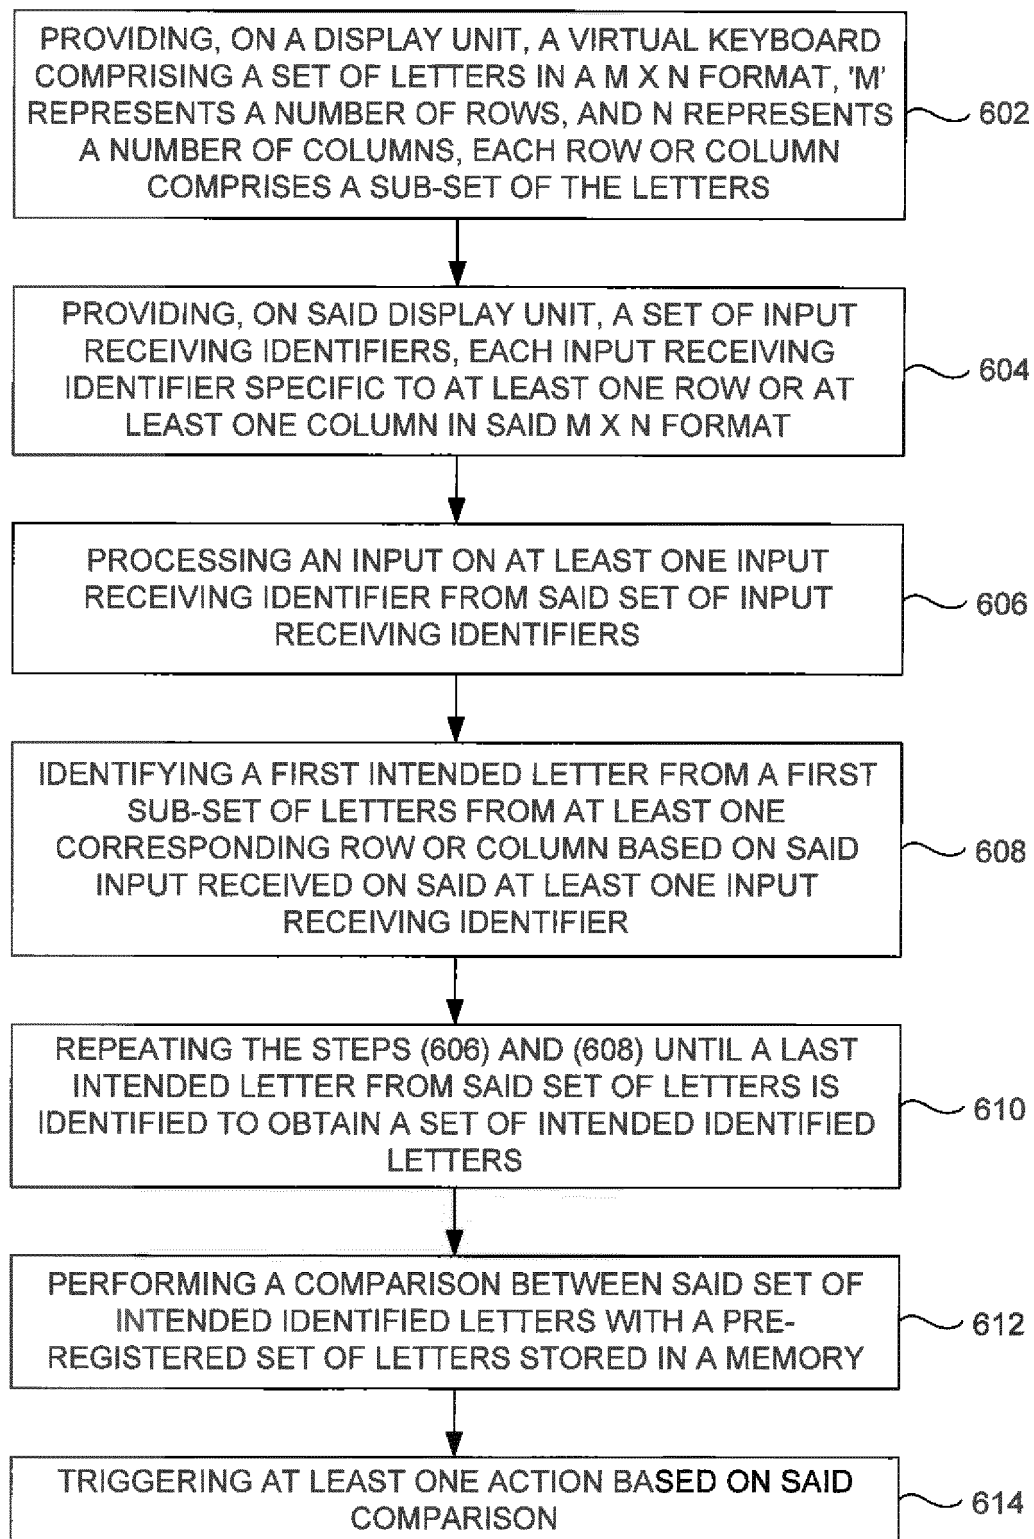 PROVIDING, ON A DISPLAY UNIT, A VIRTUAL KEYBOARD
COMPRISING A SET OF LETTERS IN A M X N FORMAT, 'M'
REPRESENTS A NUMBER OF ROWS, AND N REPRESENTS
A NUMBER OF COLUMNS, EACH ROW OR COLUMN
COMPRISES A SUB-SET OF THE LETTERS
602
PROVIDING, ON SAID DISPLAY UNIT, A SET OF INPUT
RECEIVING IDENTIFIERS, EACH INPUT RECEIVING
IDENTIFIER SPECIFIC TO AT LEAST ONE ROW OR AT
LEAST ONE COLUMN IN SAID M X N FORMAT
604
PROCESSING AN INPUT ON AT LEAST ONE INPUT
RECEIVING IDENTIFIER FROM SAID SET OF INPUT
RECEIVING IDENTIFIERS
606
IDENTIFYING A FIRST INTENDED LETTER FROM A FIRST
SUB-SET OF LETTERS FROM AT LEAST ONE
CORRESPONDING ROW OR COLUMN BASED ON SAID
INPUT RECEIVED ON SAID AT LEAST ONE INPUT
RECEIVING IDENTIFIER
608
REPEATING THE STEPS (606) AND (608) UNTIL A LAST
INTENDED LETTER FROM SAID SET OF LETTERS IS
IDENTIFIED TO OBTAIN A SET OF INTENDED IDENTIFIED
LETTERS
610
PERFORMING A COMPARISON BETWEEN SAID SET OF
INTENDED IDENTIFIED LETTERS WITH A PRE-
REGISTERED SET OF LETTERS STORED IN A MEMORY
612
TRIGGERING AT LEAST ONE ACTION BASED ON SAID
COMPARISON
614